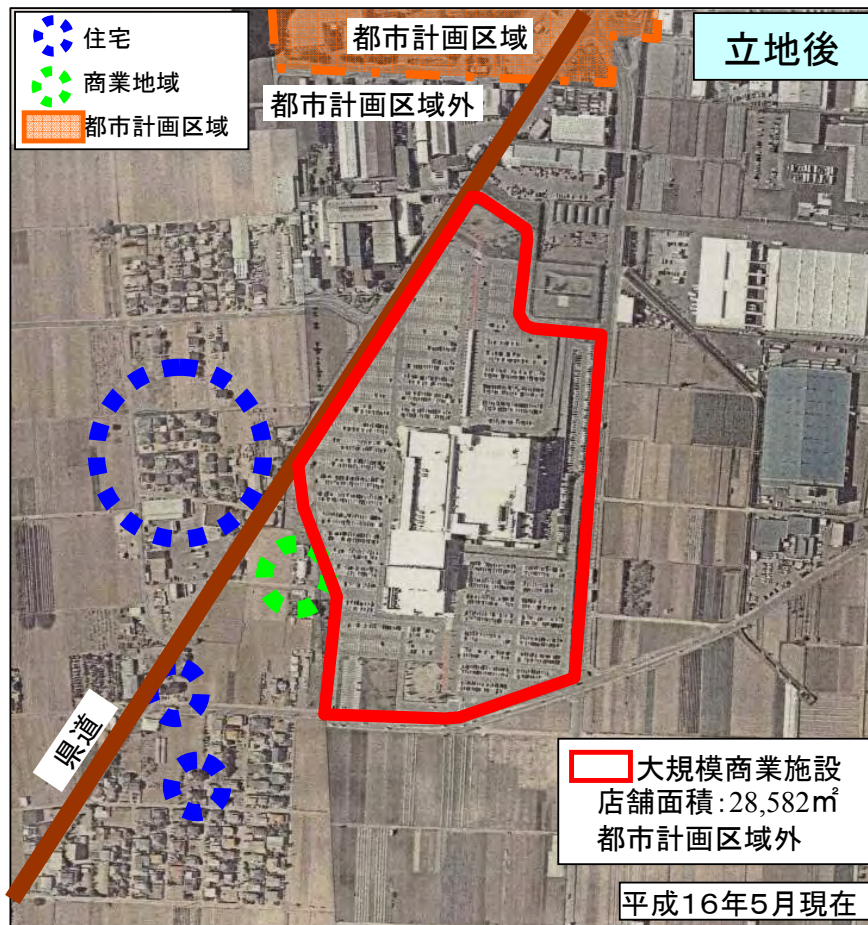 住宅
商業地域
都市計画区域
都市計画区域
都市計画区域外
立地後
県道
大規模商業施設
店舗面積:28,582㎡
都市計画区域外
平成16年5月現在